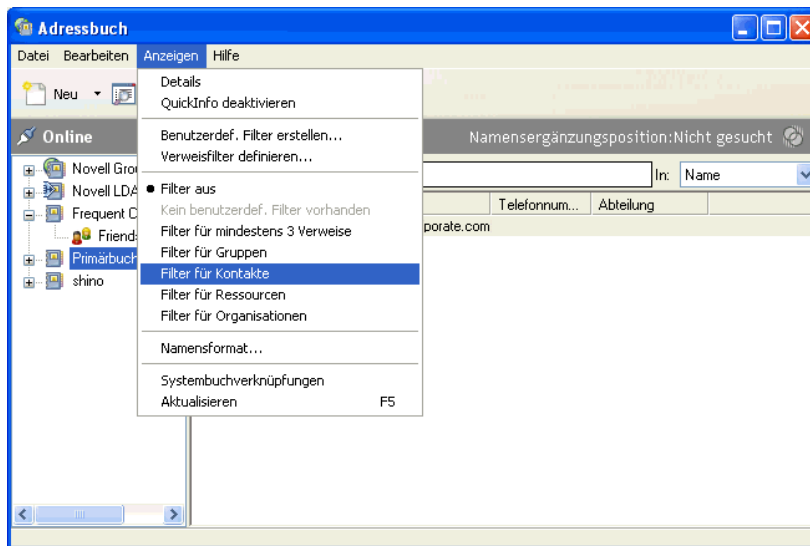 Adressbuch
Datei Bearbeiten Anzeigen Hilfe
Neu
Details
QuickInfo deaktivieren
Online
Namensergänzungsposition:Nicht gesucht
Benutzerdef. Filter erstellen...
Verweisfilter definieren...
In: Name
Novell Grou
Novell LDA
Frequent C
Friends
Primärbuch
shino
Filter aus
Kein benutzerdef. Filter vorhanden
Filter für mindestens 3 Verweise
Filter für Gruppen
Filter für Kontakte
Filter für Ressourcen
Filter für Organisationen
Namensformat...
Systembuchverknüpfungen
Aktualisieren F5
Telefonnum... Abteilung
porate.com